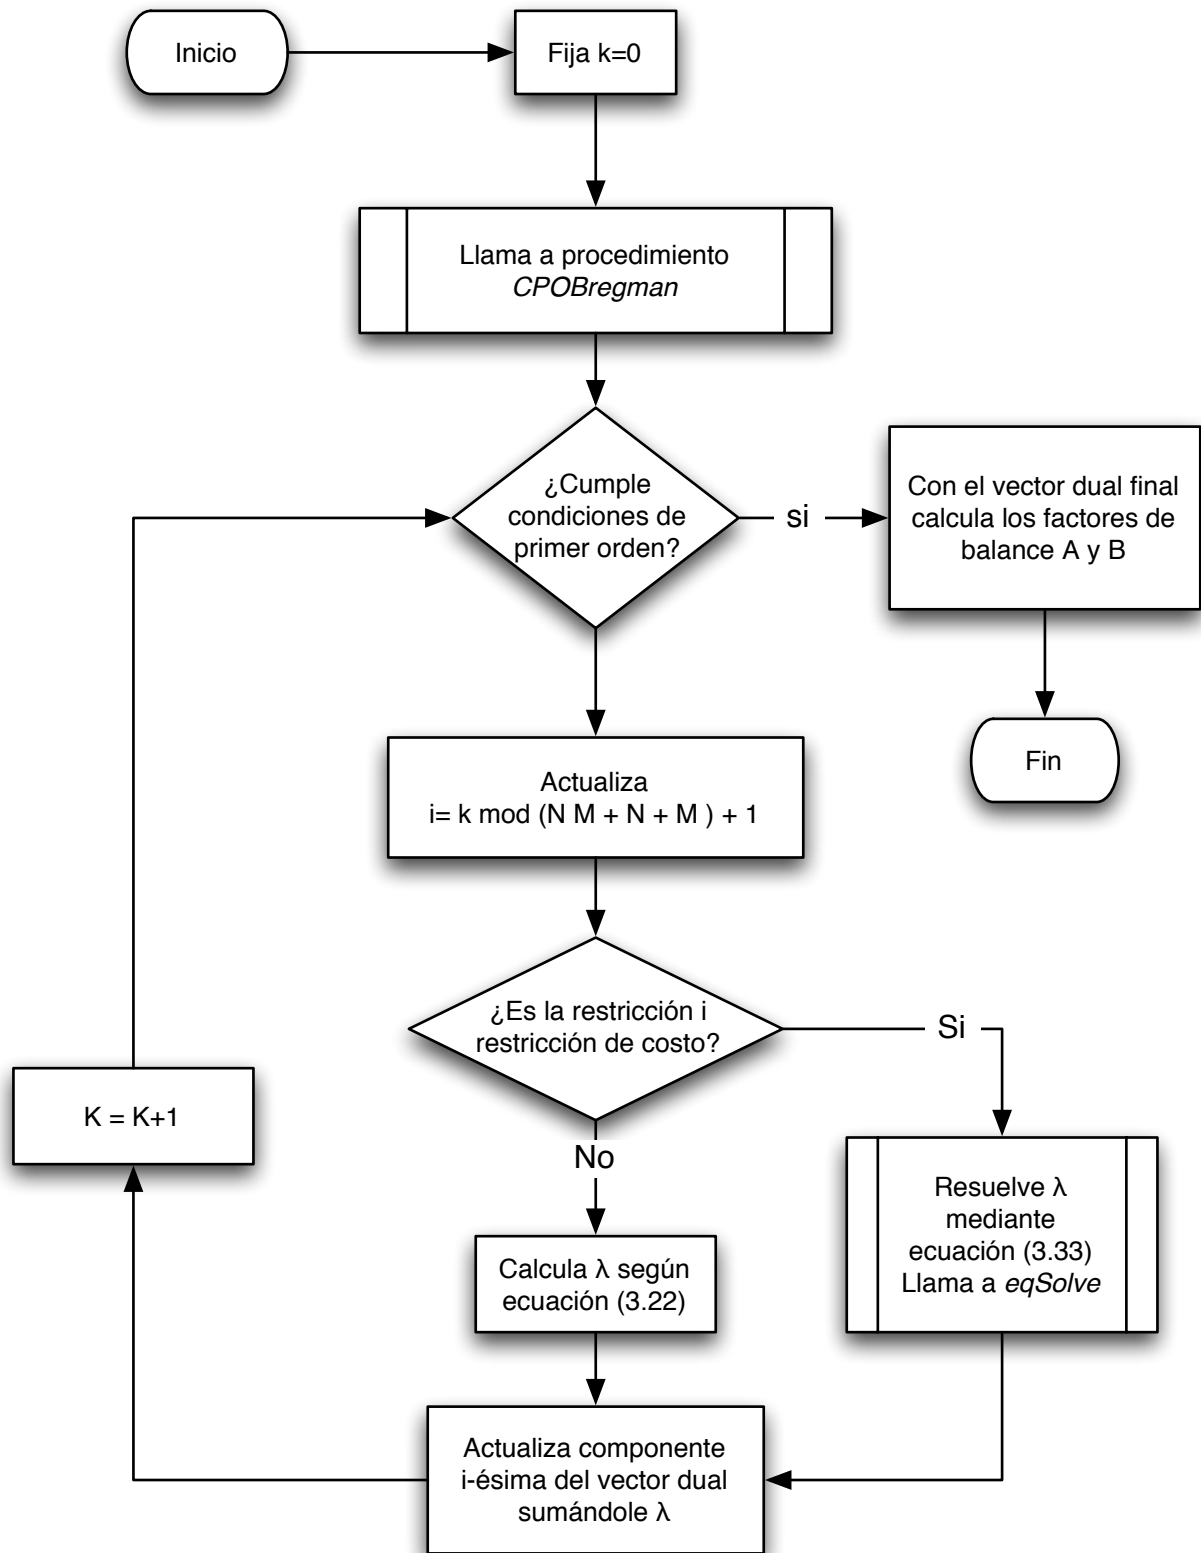 Inicio
Fija k=0
Llama a procedimiento
CPOBregman
¿Cumple
condiciones de
primer orden?
si
Con el vector dual final
calcula los factores de
balance A y B
Fin
Actualiza
i= k mod (N M + N + M ) + 1
¿Es la restricción i
restricción de costo?
Si
No
K = K+1
Resuelve λ
mediante
ecuación (3.33)
Llama a eqSolve
Calcula λ según
ecuación (3.22)
Actualiza componente
i-ésima del vector dual
sumándole λ